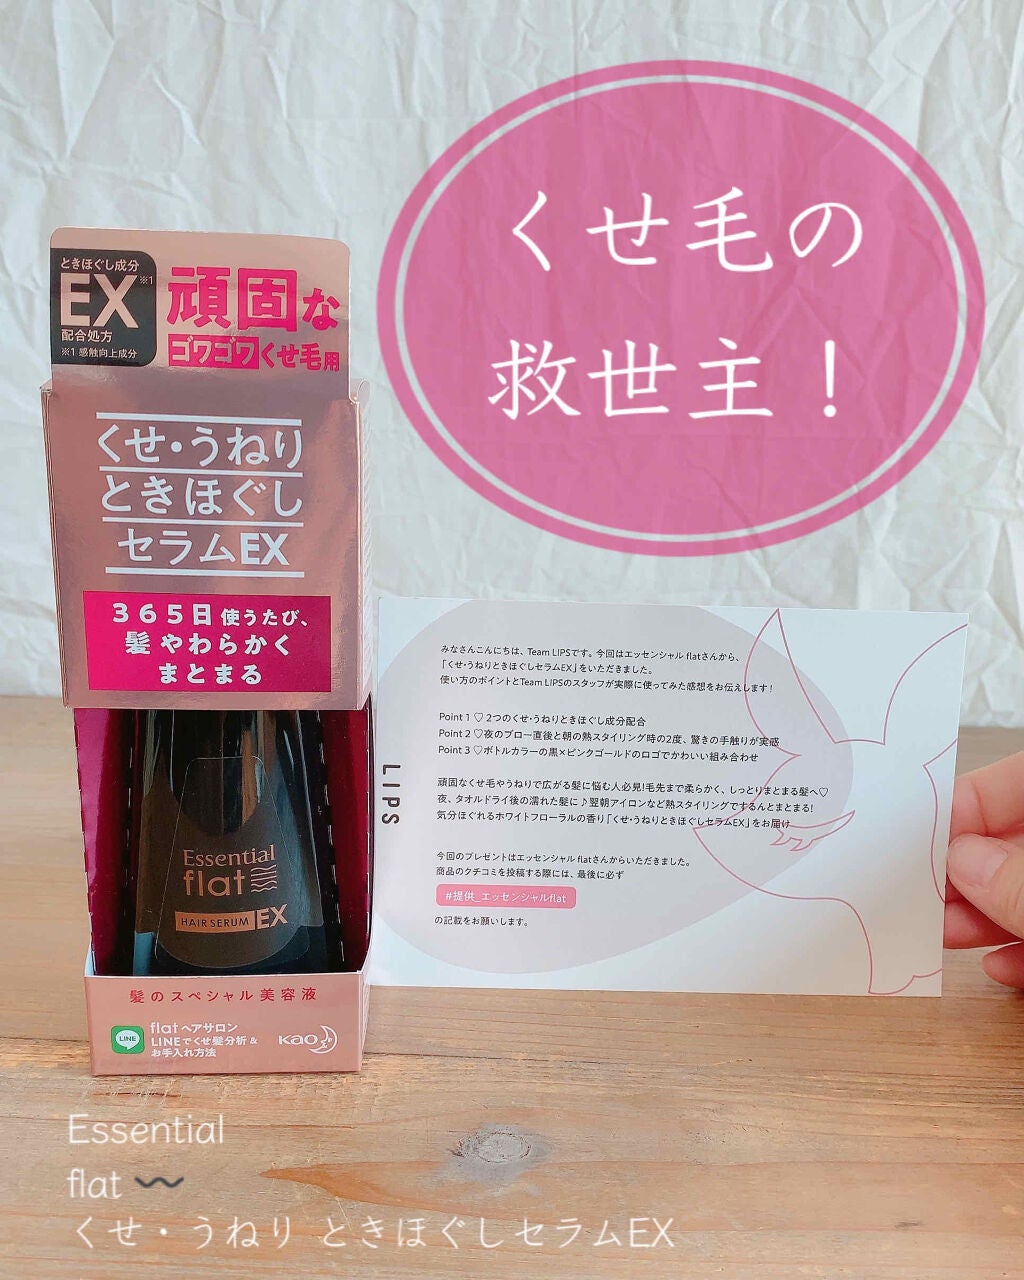 くせ毛の
救世主！
ときほぐし成分
EX※1
配合処方
※1 感触向上成分
頑固な
ゴワゴワくせ毛用
くせ・うねり
ときほぐし
セラムEX
365日使うたび、
髪 やわらかく
まとまる
Essential
flat
HAIR SERUM EX
髪のスペシャル美容液
LINE
flatヘアサロン
LINEでくせ髪分析&
お手入れ方法
Kao
LIPS
みなさんこんにちは、Team LIPSです。今回はエッセンシャル flatさんから、
「くせ・うねりときほぐしセラムEX」をいただきました。
使い方のポイントとTeam LIPSのスタッフが実際に使ってみた感想をお伝えします！
Point 1 ♡ 2つのくせ・うねりときほぐし成分配合
Point 2 ♡夜のブロー直後と朝の熱スタイリング時の2度、驚きの手触りが実感
Point 3 ♡ボトルカラーの黒×ピンクゴールドのロゴでかわいい組み合わせ
頑固なくせ毛やうねりで広がる髪に悩む人必見!毛先まで柔らかく、しっとりまとまる髪へ♡
夜、タオルドライ後の濡れた髪に♪翌朝アイロンなど熱スタイリングでするんとまとまる!
気分ほぐれるホワイトフローラルの香り「くせ・うねりときほぐしセラムEX」をお届け
今回のプレゼントはエッセンシャル flatさんからいただきました。
商品のクチコミを投稿する際には、最後に必ず
#提供_エッセンシャルflat
の記載をお願いします。
Essential
flat 〰
くせ・うねり ときほぐしセラムEX